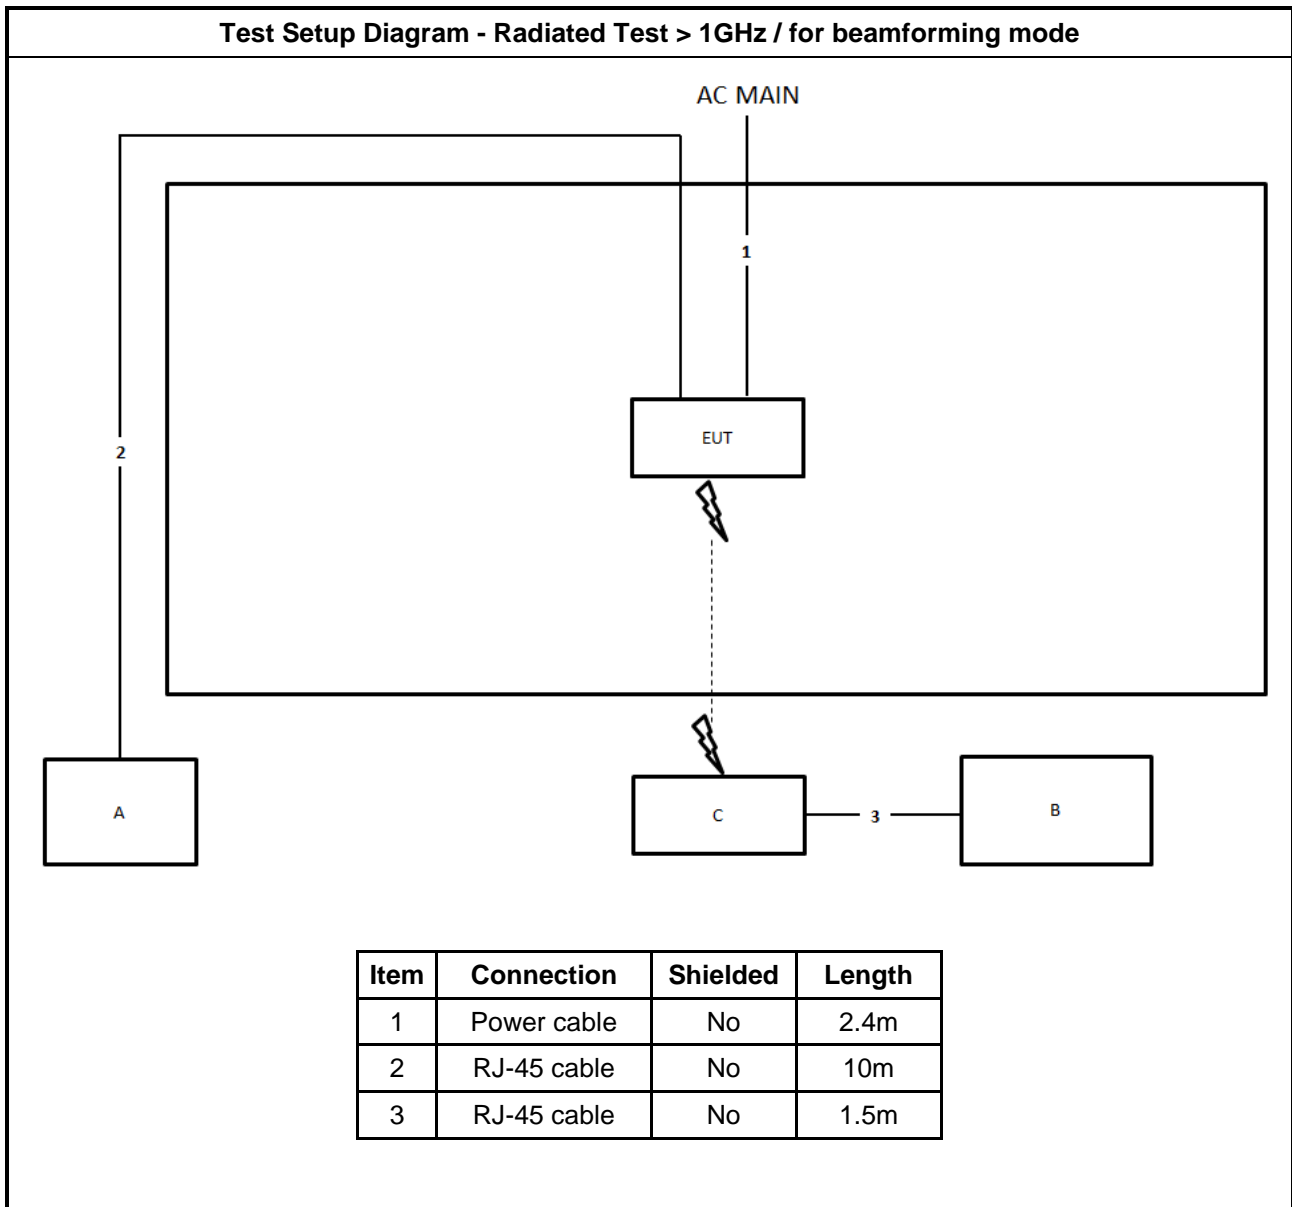 Test Setup Diagram - Radiated Test > 1GHz / for beamforming mode
AC MAIN
1
EUT
2
A
C
3
B
Item Connection Shielded Length
1 Power cable No 2.4m
2 RJ-45 cable No 10m
3 RJ-45 cable No 1.5m